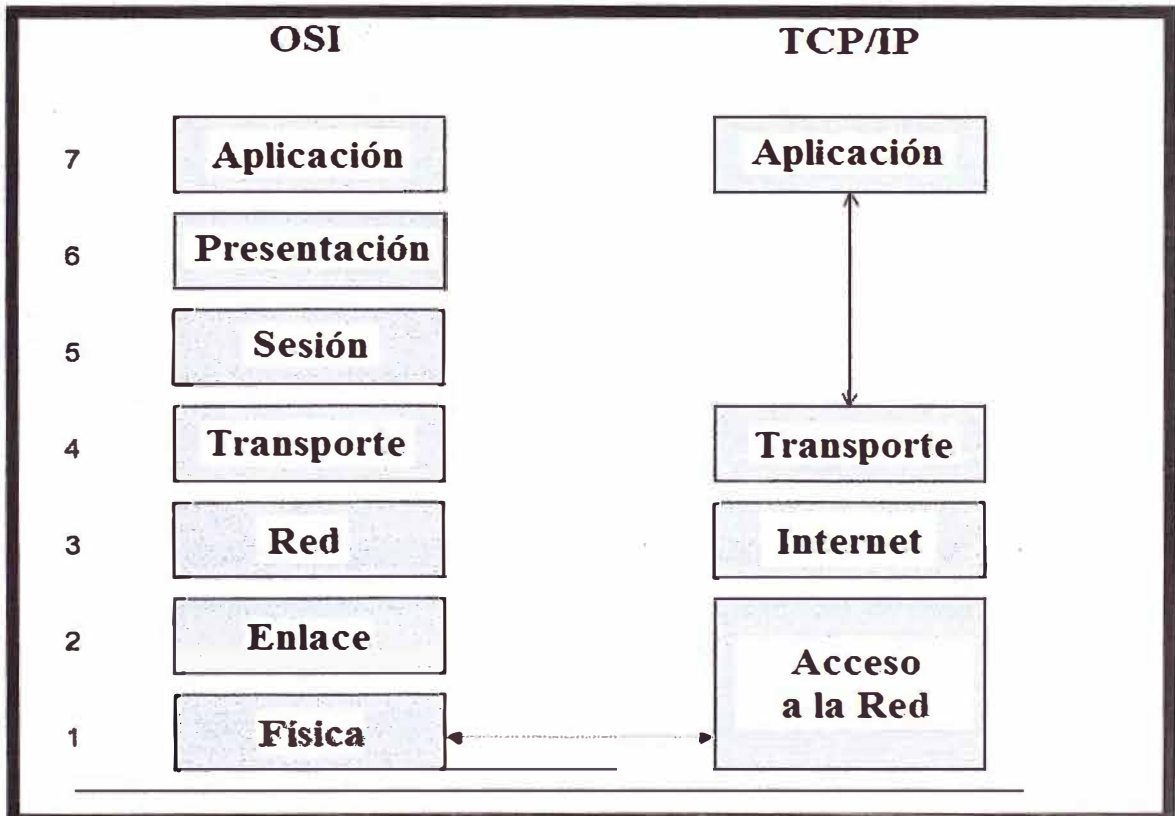 OSI TCP/IP
7 Aplicación Aplicación
6 Presentación
5 Sesión
4 Transporte Transporte
3 Red Internet
2 Enlace
Acceso
a la Red
1 Física